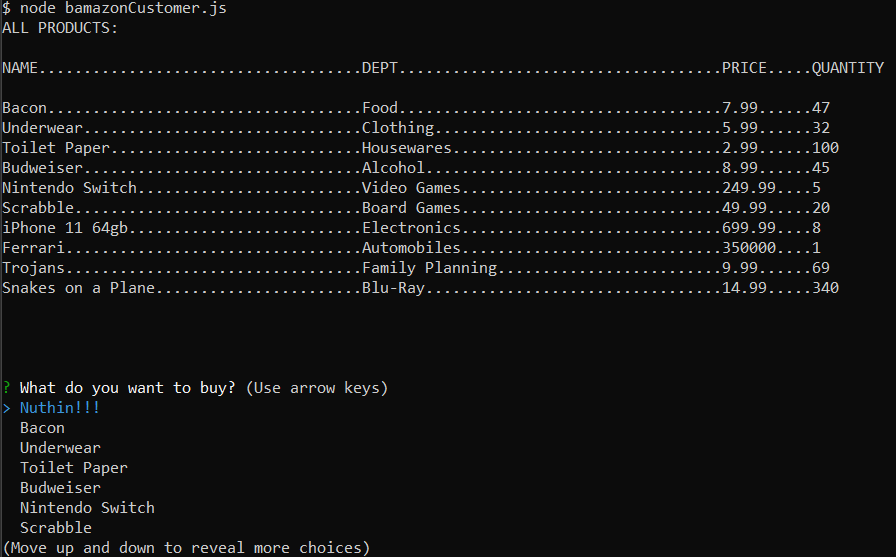 $ node bamazonCustomer.js
ALL PRODUCTS:
NAME....................................DEPT....................................PRICE.....QUANTITY
Bacon...................................Food....................................7.99......47
Underwear...............................Clothing................................5.99......32
Toilet Paper............................Housewares..............................2.99......100
Budweiser...............................Alcohol.................................8.99......45
Nintendo Switch.........................Video Games.............................249.99....5
Scrabble................................Board Games.............................49.99.....20
iPhone 11 64gb..........................Electronics.............................699.99....8
Ferrari.................................Automobiles.............................350000....1
Trojans.................................Family Planning.........................9.99......69
Snakes on a Plane.......................Blu-Ray.................................14.99.....340
? What do you want to buy? (Use arrow keys)
> Nuthin!!!
  Bacon
  Underwear
  Toilet Paper
  Budweiser
  Nintendo Switch
  Scrabble
(Move up and down to reveal more choices)